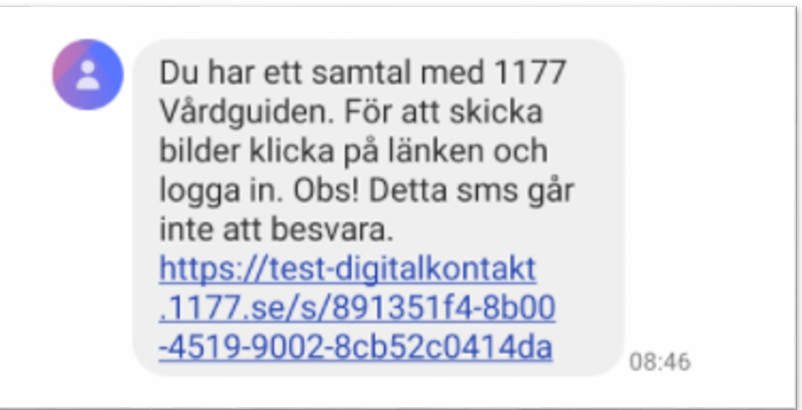 Du har ett samtal med 1177
Vårdguiden. För att skicka
bilder klicka på länken och
logga in. Obs! Detta sms går
inte att besvara.
https://test-digitalkontakt
.1177.se/s/891351f4-8b00
-4519-9002-8cb52c0414da
08:46